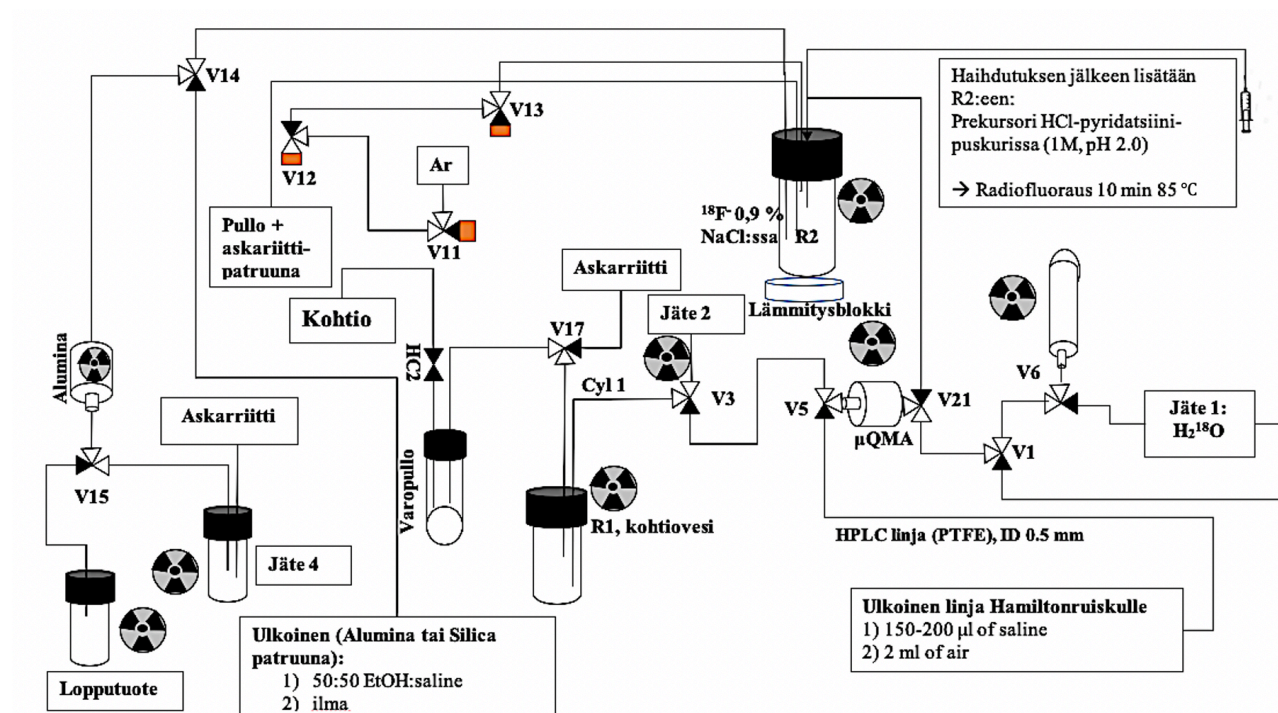 V14
V13
V12
Ar
V11
Pullo +
askariitti-
patruuna
Kohtio
HC2
Varopullo
Askarriitti
V17
Cyl 1
Jäte 2
V3
¹⁸F⁻ 0,9 %
NaCl:ssa R2
Lämmitysblokki
Haihdutuksen jälkeen lisätään
R2:een:
Prekursori HCl-pyridatsiini-
puskurissa (1M, pH 2.0)
→ Radiofluoraus 10 min 85 °C
V6
V5
µQMA
V21
V1
Jäte 1:
H₂¹⁸O
Alumina
Askarriitti
V15
Jäte 4
R1, kohtiovesi
HPLC linja (PTFE), ID 0.5 mm
Ulkoinen linja Hamiltonruiskulle
1) 150-200 µl of saline
2) 2 ml of air
Ulkoinen (Alumina tai Silica
patruuna):
1) 50:50 EtOH:saline
2) ilma
Lopputuote